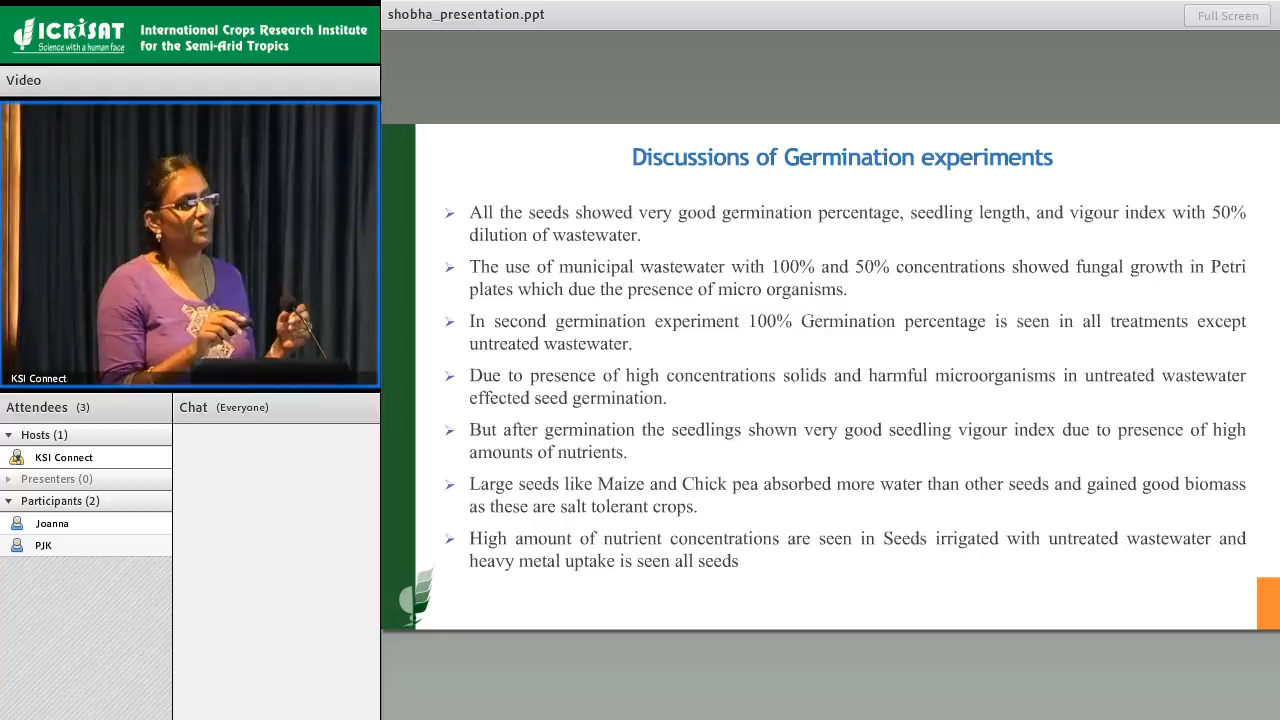 ICRISAT
Science with a human face
International Crops Research Institute
for the Semi-Arid Tropics
Video
KSI Connect
Attendees (3)
Hosts (1)
KSI Connect
Presenters (0)
Participants (2)
Joanna
PJK
Chat (Everyone)
shobha_presentation.ppt
Full Screen
Discussions of Germination experiments
All the seeds showed very good germination percentage, seedling length, and vigour index with 50%
dilution of wastewater.
The use of municipal wastewater with 100% and 50% concentrations showed fungal growth in Petri
plates which due the presence of micro organisms.
In second germination experiment 100% Germination percentage is seen in all treatments except
untreated wastewater.
Due to presence of high concentrations solids and harmful microorganisms in untreated wastewater
effected seed germination.
But after germination the seedlings shown very good seedling vigour index due to presence of high
amounts of nutrients.
Large seeds like Maize and Chick pea absorbed more water than other seeds and gained good biomass
as these are salt tolerant crops.
High amount of nutrient concentrations are seen in Seeds irrigated with untreated wastewater and
heavy metal uptake is seen all seeds